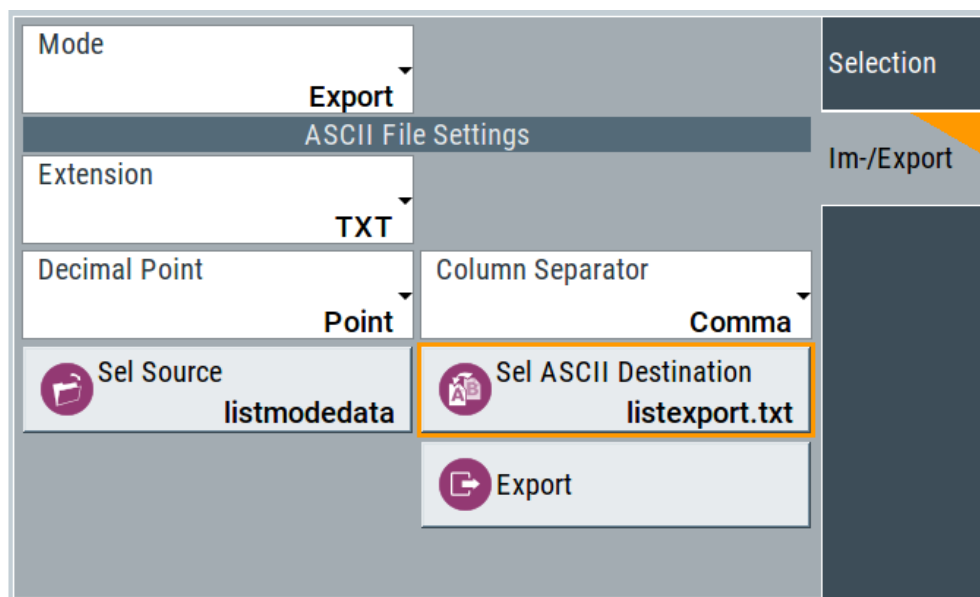 Mode
Export
Selection
ASCII File Settings
Im-/Export
Extension
TXT
Decimal Point
Point
Column Separator
Comma
Sel Source
listmodedata
Sel ASCII Destination
listexport.txt
Export